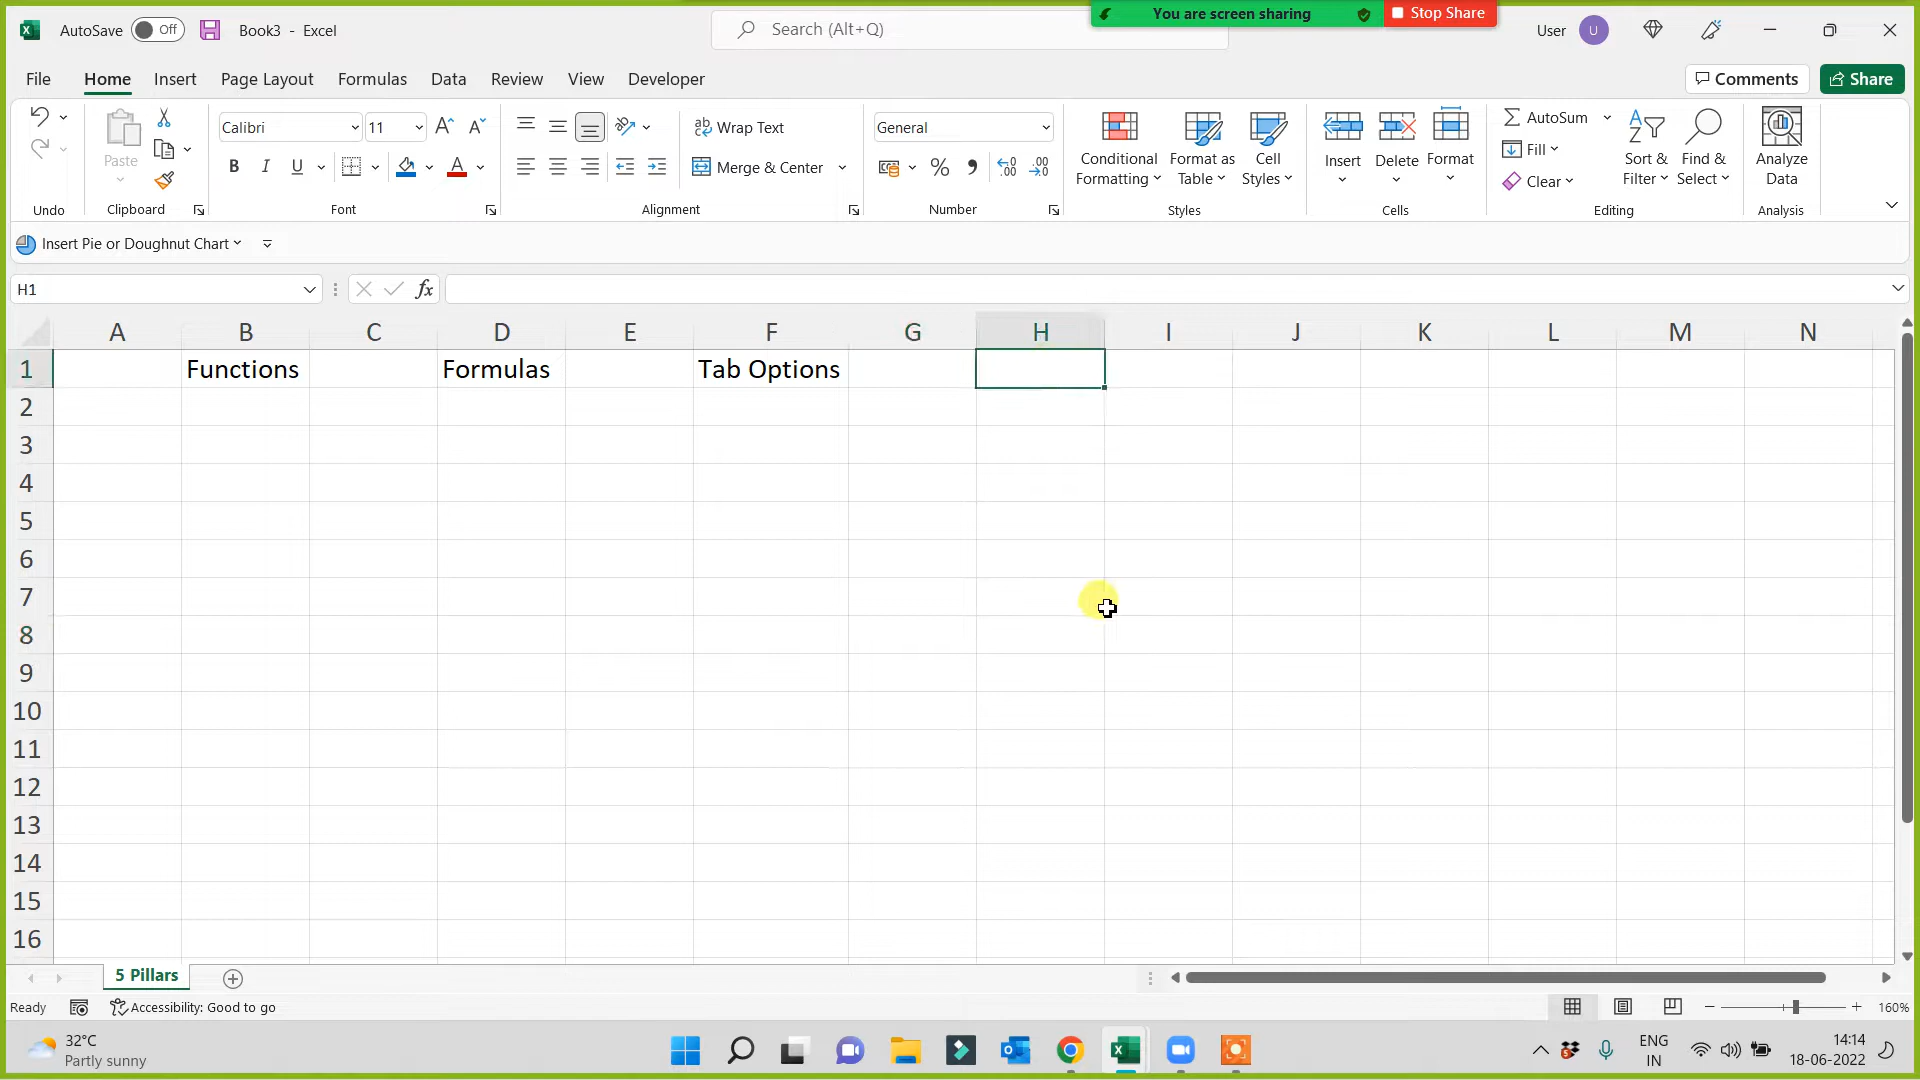 You are screen sharing
Stop Share
AutoSave
Off
Book3 - Excel
Search (Alt+Q)
User
U
File
Home
Insert
Page Layout
Formulas
Data
Review
View
Developer
Comments
Share
Undo
Paste
Clipboard
Calibri
11
B
I
U
Font
Wrap Text
Merge & Center
Alignment
General
Number
Conditional
Formatting
Format as
Table
Cell
Styles
Styles
Insert
Delete
Format
Cells
AutoSum
Fill
Clear
Sort &
Filter
Find &
Select
Editing
Analyze
Data
Analysis
Insert Pie or Doughnut Chart
H1
fx
A B C D E F G H I J K L M N
1 Functions Formulas Tab Options
2
3
4
5
6
7
8
9
10
11
12
13
14
15
16
5 Pillars
Ready
Accessibility: Good to go
160%
32°C
Partly sunny
ENG
IN
14:14
18-06-2022